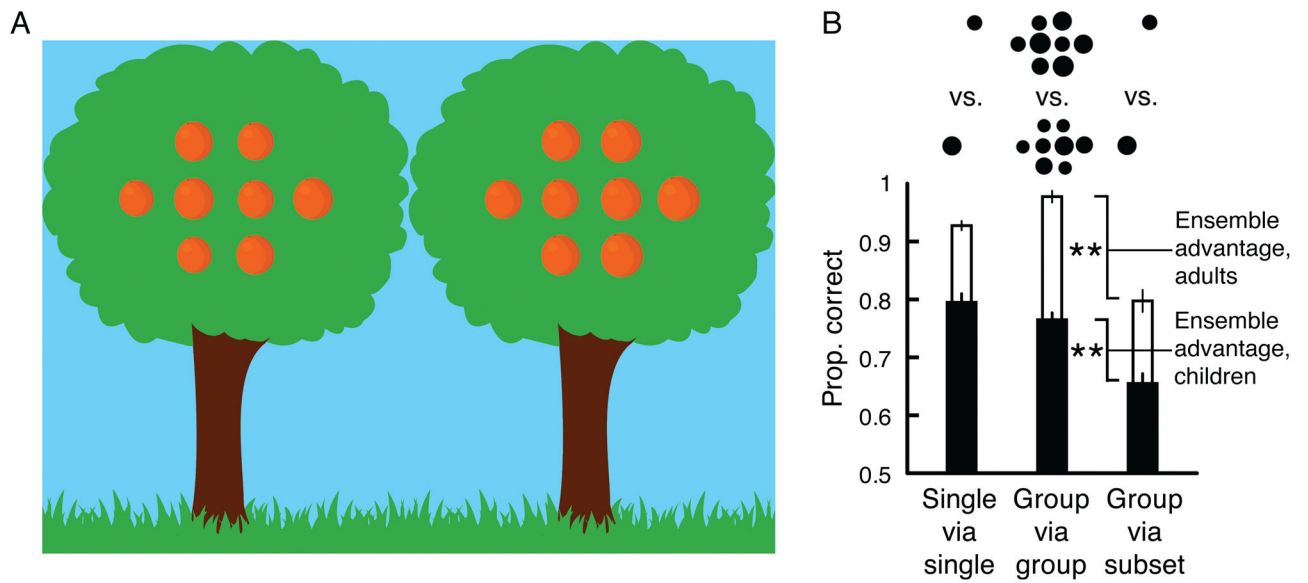 A
B
vs. vs. vs.
Prop. correct
1
0.9
0.8
0.7
0.6
0.5
**
Ensemble
advantage,
adults
**
Ensemble
advantage,
children
Single
via
single
Group
via
group
Group
via
subset